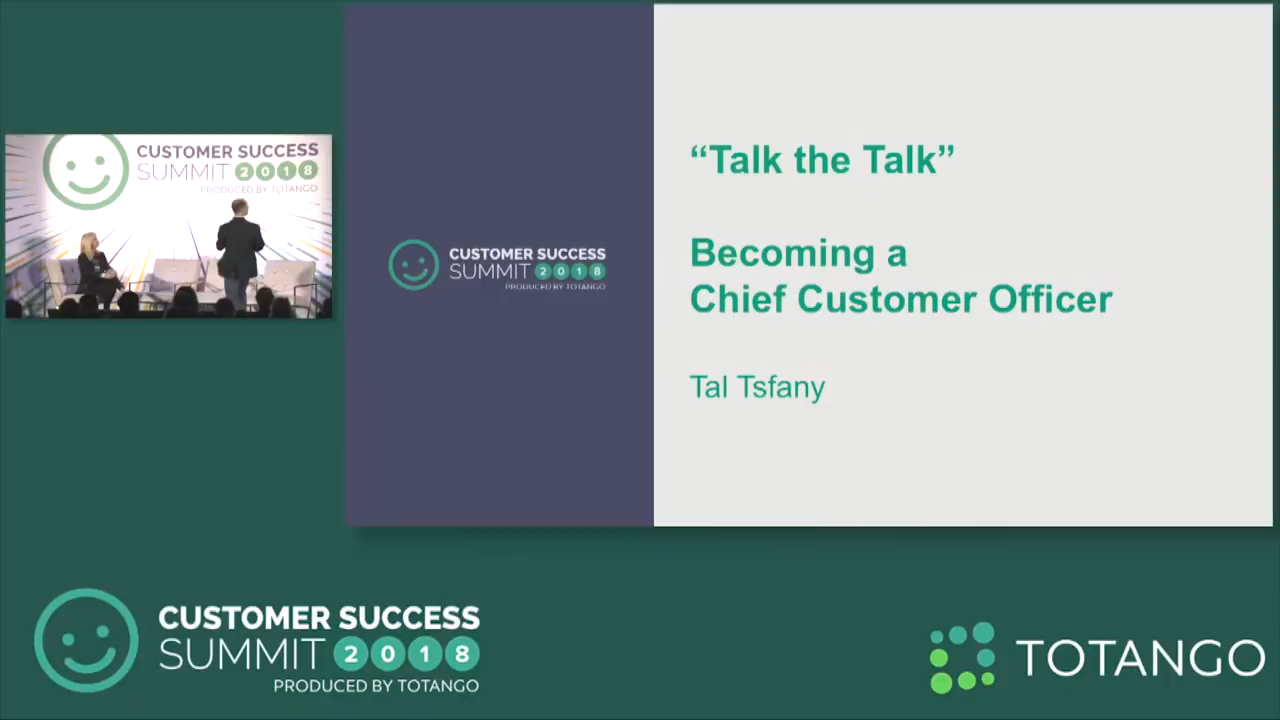 CUSTOMER SUCCESS
SUMMIT 2018
PRODUCED BY TOTANGO
CUSTOMER SUCCESS
SUMMIT 2018
PRODUCED BY TOTANGO
“Talk the Talk”
Becoming a
Chief Customer Officer
Tal Tsfany
CUSTOMER SUCCESS
SUMMIT 2018
PRODUCED BY TOTANGO
TOTANGO